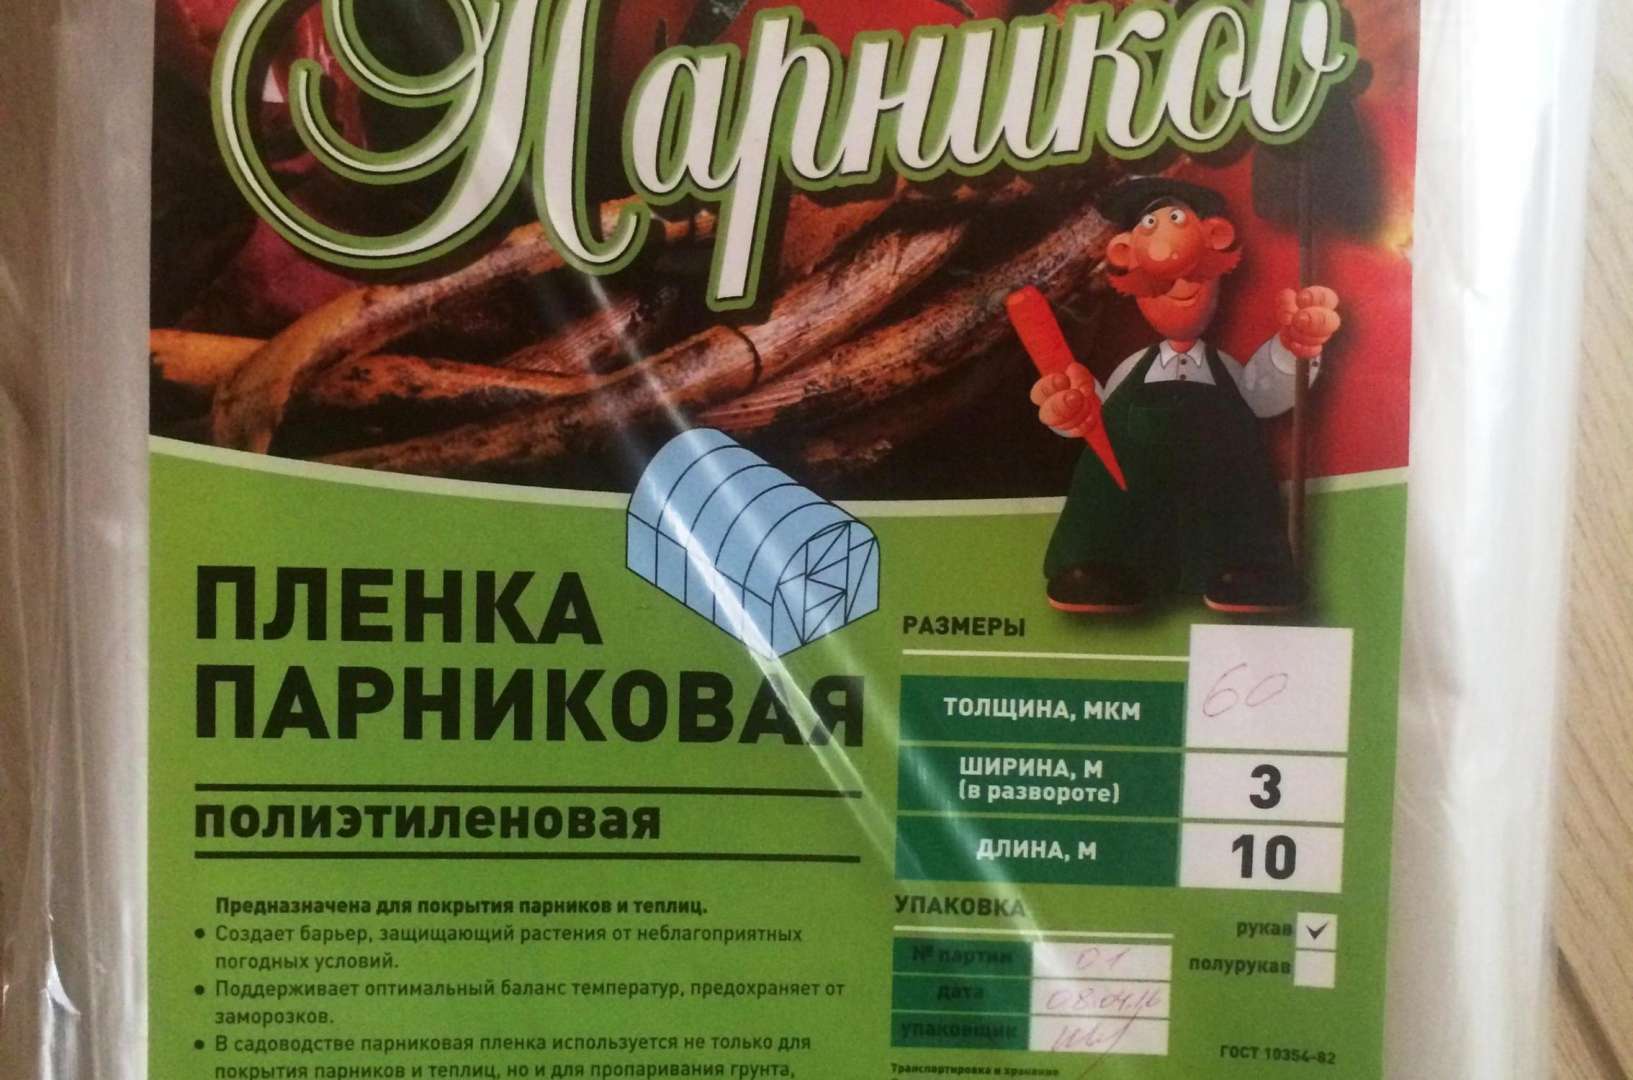 Парников
ПЛЕНКА
ПАРНИКОВАЯ
полиэтиленовая
Предназначена для покрытия парников и теплиц.
• Создает барьер, защищающий растения от неблагоприятных
погодных условий.
• Поддерживает оптимальный баланс температур, предохраняет от
заморозков.
• В садоводстве парниковая пленка используется не только для
покрытия парников и теплиц, но и для пропаривания грунта,
РАЗМЕРЫ
ТОЛЩИНА, МКМ 60
ШИРИНА, М
(в развороте) 3
ДЛИНА, М 10
УПАКОВКА
рукав ✓
полурукав
№ партии 01
дата 08.04.16
упаковщик
ГОСТ 10354-82
Транспортировка и хранение